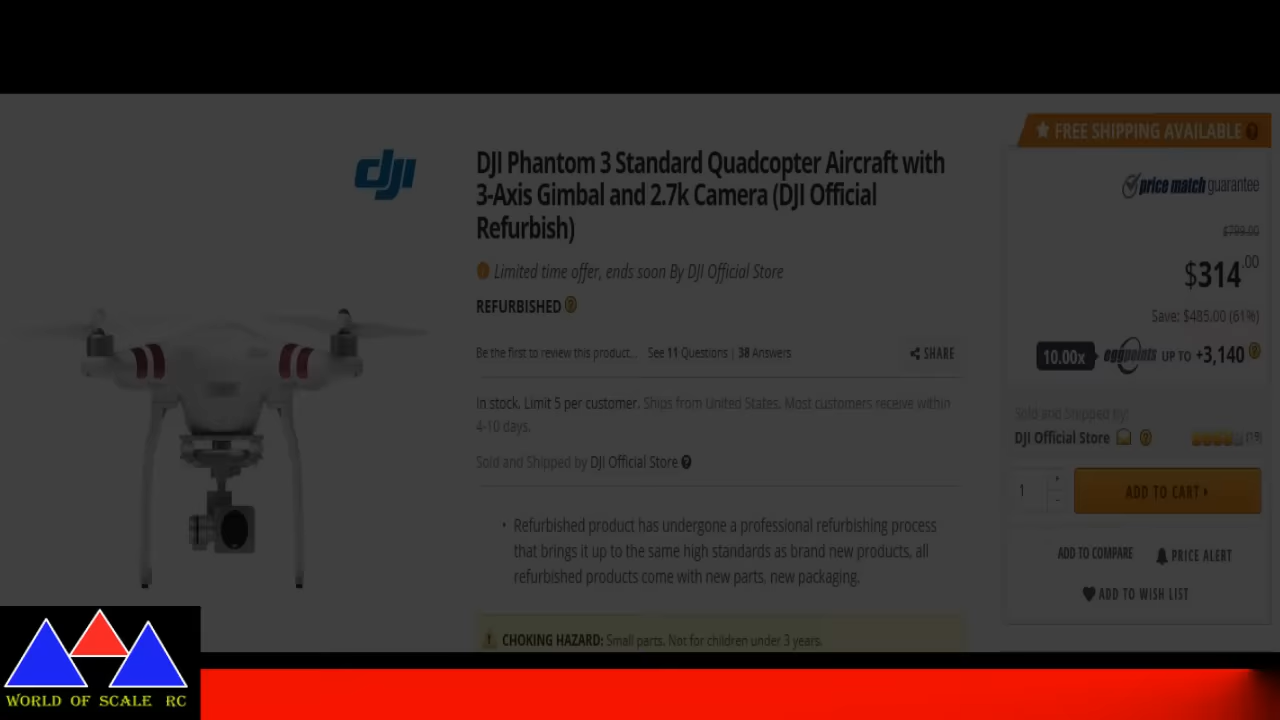 FREE SHIPPING AVAILABLE ?
dji
DJI Phantom 3 Standard Quadcopter Aircraft with
3-Axis Gimbal and 2.7k Camera (DJI Official
Refurbish)
Limited time offer, ends soon By DJI Official Store
REFURBISHED ?
Be the first to review this product... See 11 Questions | 38 Answers
SHARE
In stock. Limit 5 per customer. Ships from United States. Most customers receive within
4-10 days.
Sold and Shipped by DJI Official Store ?
• Refurbished product has undergone a professional refurbishing process
that brings it up to the same high standards as brand new products, all
refurbished products come with new parts, new packaging.
CHOKING HAZARD: Small parts. Not for children under 3 years.
price match guarantee
$799.00
$314.00
Save: $485.00 (61%)
10.00x eggpoints UP TO +3,140 ?
Sold and Shipped by:
DJI Official Store ?
1 + -
ADD TO CART
ADD TO COMPARE
PRICE ALERT
ADD TO WISH LIST
WORLD OF SCALE RC